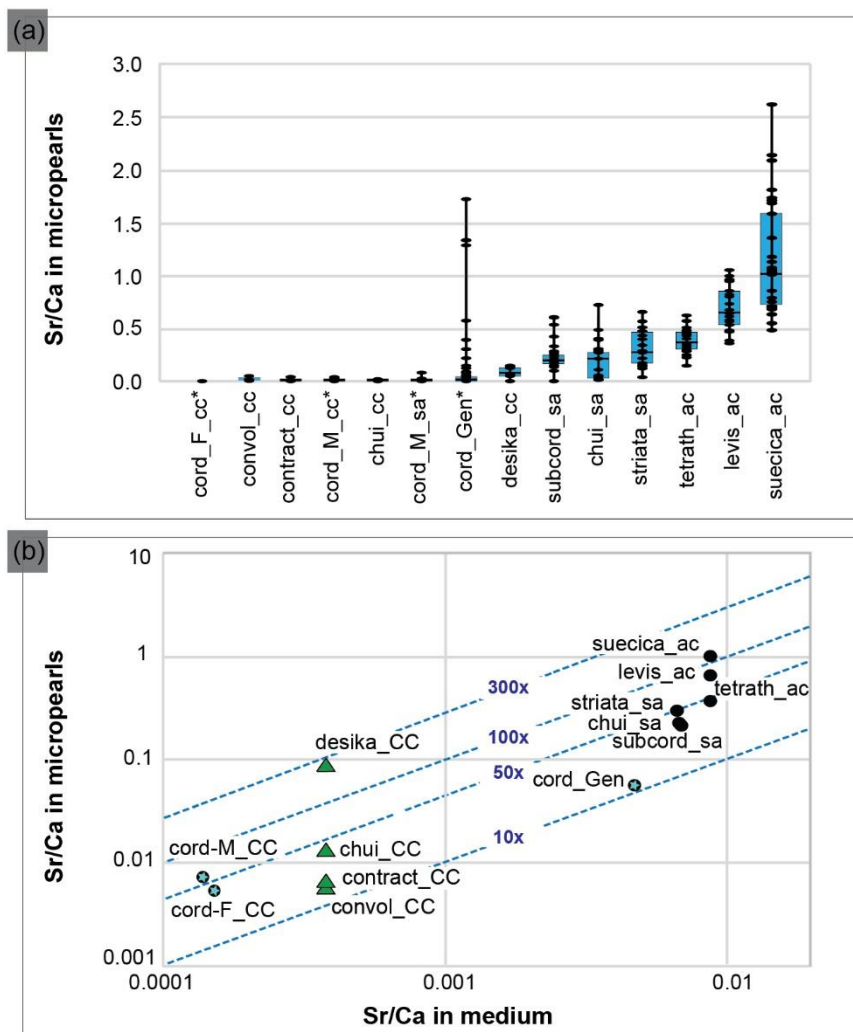 (a)
Sr/Ca in micropearls
3.0
2.5
2.0
1.5
1.0
0.5
0.0
cord_F_cc*
convol_cc
contract_cc
cord_M_cc*
chui_cc
cord_M_sa*
cord_Gen*
desika_cc
subcord_sa
chui_sa
striata_sa
tetrath_ac
levis_ac
suecica_ac
(b)
Sr/Ca in micropearls
10
1
0.1
0.01
0.001
suecica_ac
levis_ac
300x
tetrath_ac
striata_sa
100x
chui_sa
desika_CC
subcord_sa
50x
cord_Gen
10x
cord-M_CC
chui_CC
contract_CC
cord-F_CC
convol_CC
0.0001
0.001
0.01
Sr/Ca in medium